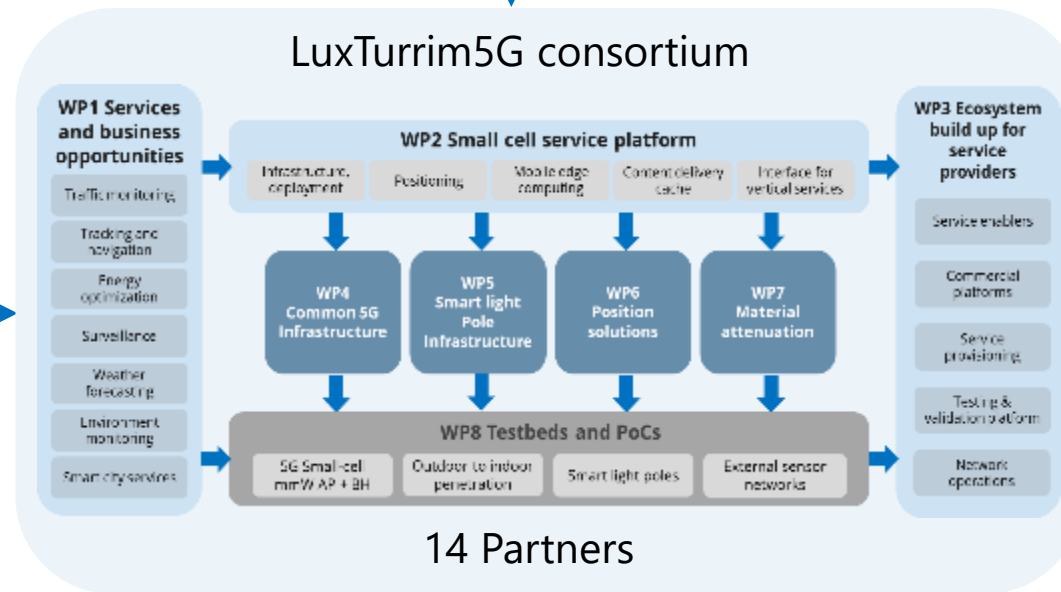 LuxTurrim5G consortium
WP1 Services
and business
opportunities
Traffic monitoring
Tracking and
navigation
Energy
optimization
Surveillance
Weather
forecasting
Environment
monitoring
Smart city services
WP2 Small cell service platform
Infrastructure,
deployment
Positioning
Mobile edge
computing
Content delivery
cache
Interface for
vertical services
WP4
Common 5G
Infrastructure
WP5
Smart light
Pole
Infrastructure
WP6
Position
solutions
WP7
Material
attenuation
WP8 Testbeds and PoCs
5G Small-cell
mmW AP + BH
Outdoor to indoor
penetration
Smart light poles
External sensor
networks
WP3 Ecosystem
build up for
service
providers
Service enablers
Commercial
platforms
Service
provisioning
Testing &
validation platform
Network
operations
14 Partners